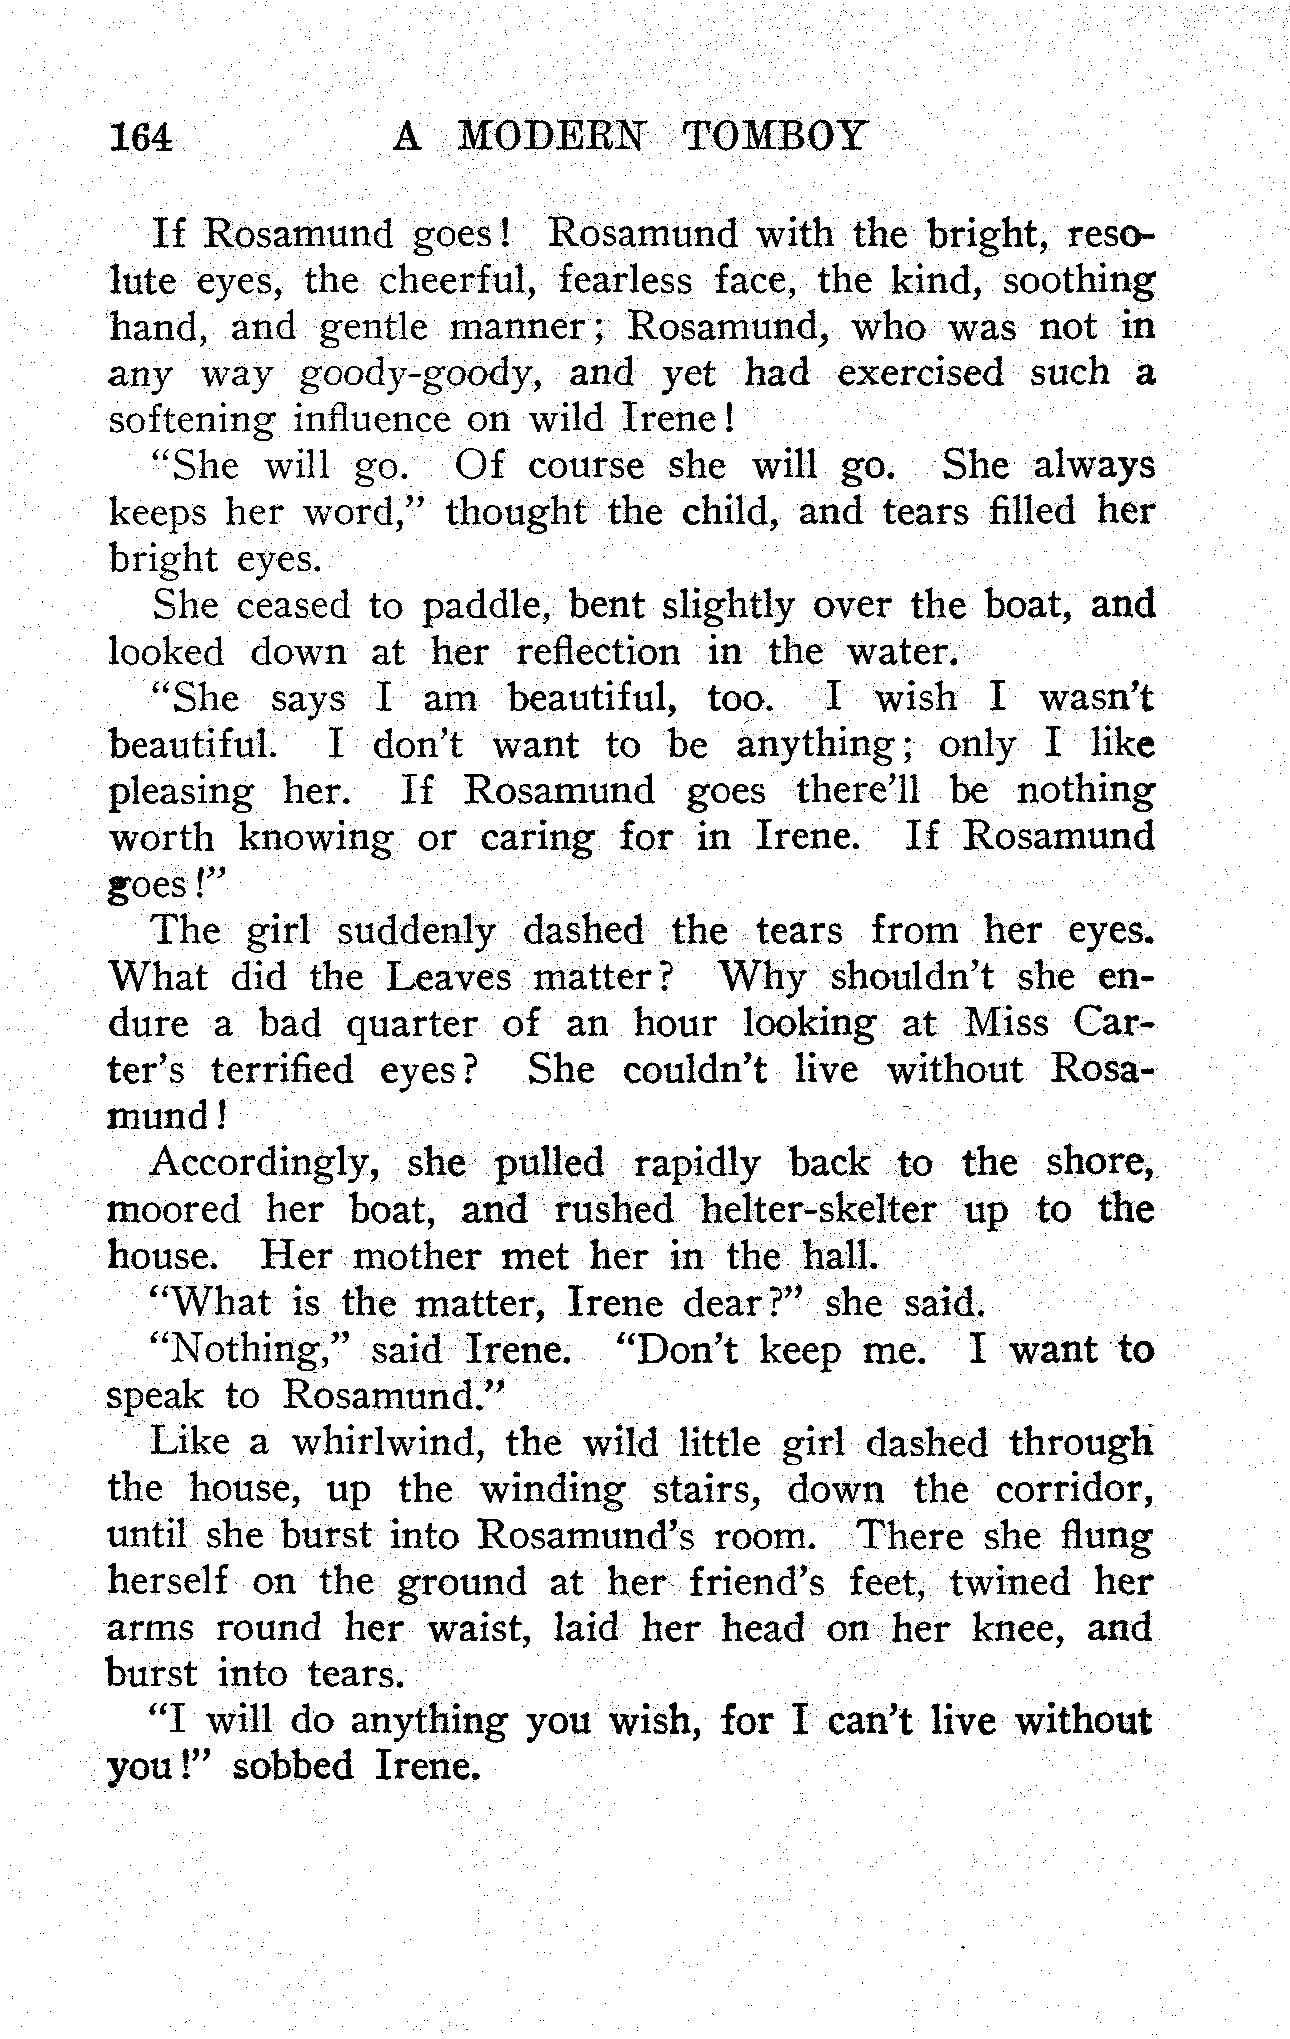 164 A MODERN TOMBOY
If Rosamund goes! Rosamund with the bright, reso-
lute eyes, the cheerful, fearless face, the kind, soothing
hand, and gentle manner; Rosamund, who was not in
any way goody-goody, and yet had exercised such a
softening influence on wild Irene!
“She will go. Of course she will go. She always
keeps her word,” thought the child, and tears filled her
bright eyes.
She ceased to paddle, bent slightly over the boat, and
looked down at her reflection in the water.
“She says I am beautiful, too. I wish I wasn’t
beautiful. I don’t want to be anything; only I like
pleasing her. If Rosamund goes there’ll be nothing
worth knowing or caring for in Irene. If Rosamund
goes!”
The girl suddenly dashed the tears from her eyes.
What did the Leaves matter? Why shouldn’t she en-
dure a bad quarter of an hour looking at Miss Car-
ter’s terrified eyes? She couldn’t live without Rosa-
mund!
Accordingly, she pulled rapidly back to the shore,
moored her boat, and rushed helter-skelter up to the
house. Her mother met her in the hall.
“What is the matter, Irene dear?” she said.
“Nothing,” said Irene. “Don’t keep me. I want to
speak to Rosamund.”
Like a whirlwind, the wild little girl dashed through
the house, up the winding stairs, down the corridor,
until she burst into Rosamund’s room. There she flung
herself on the ground at her friend’s feet, twined her
arms round her waist, laid her head on her knee, and
burst into tears.
“I will do anything you wish, for I can’t live without
you!” sobbed Irene.